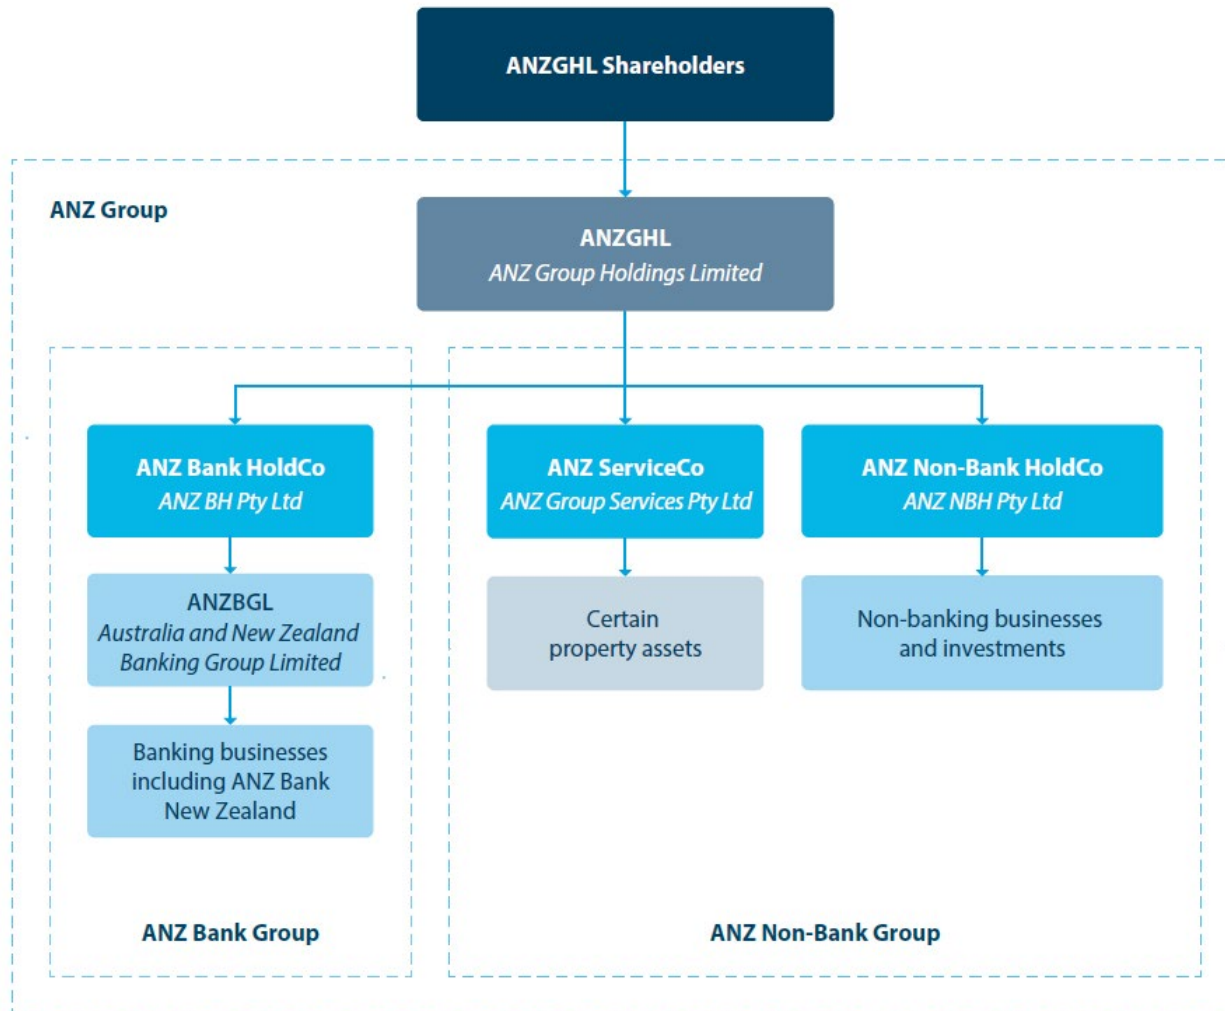 ANZGHL Shareholders
ANZ Group
ANZGHL
ANZ Group Holdings Limited
ANZ Bank HoldCo
ANZ BH Pty Ltd
ANZ ServiceCo
ANZ Group Services Pty Ltd
ANZ Non-Bank HoldCo
ANZ NBH Pty Ltd
ANZBGL
Australia and New Zealand
Banking Group Limited
Certain
property assets
Non-banking businesses
and investments
Banking businesses
including ANZ Bank
New Zealand
ANZ Bank Group
ANZ Non-Bank Group